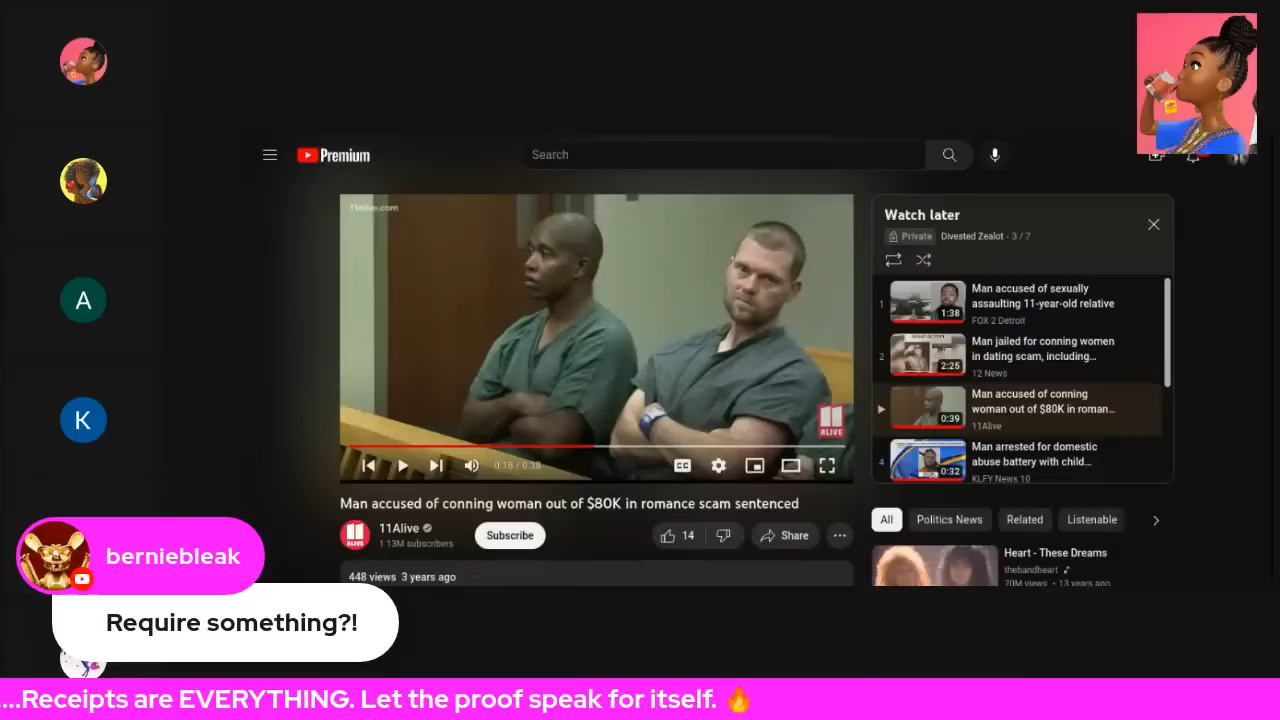 Premium
Search
11alive.com
ALIVE
0:18 / 0:38
CC
Man accused of conning woman out of $80K in romance scam sentenced
11Alive
1.13M subscribers
Subscribe
14
Share
448 views 3 years ago
Watch later
Private Divested Zealot - 3 / 7
1
1:38
Man accused of sexually
assaulting 11-year-old relative
FOX 2 Detroit
2
2:25
Man jailed for conning women
in dating scam, including...
12 News
0:39
Man accused of conning
woman out of $80K in roman...
11Alive
4
0:32
Man arrested for domestic
abuse battery with child...
KLFY News 10
All
Politics News
Related
Listenable
Heart - These Dreams
thebandheart
70M views • 13 years ago
A
K
berniebleak
Require something?!
....Receipts are EVERYTHING. Let the proof speak for itself. 🔥